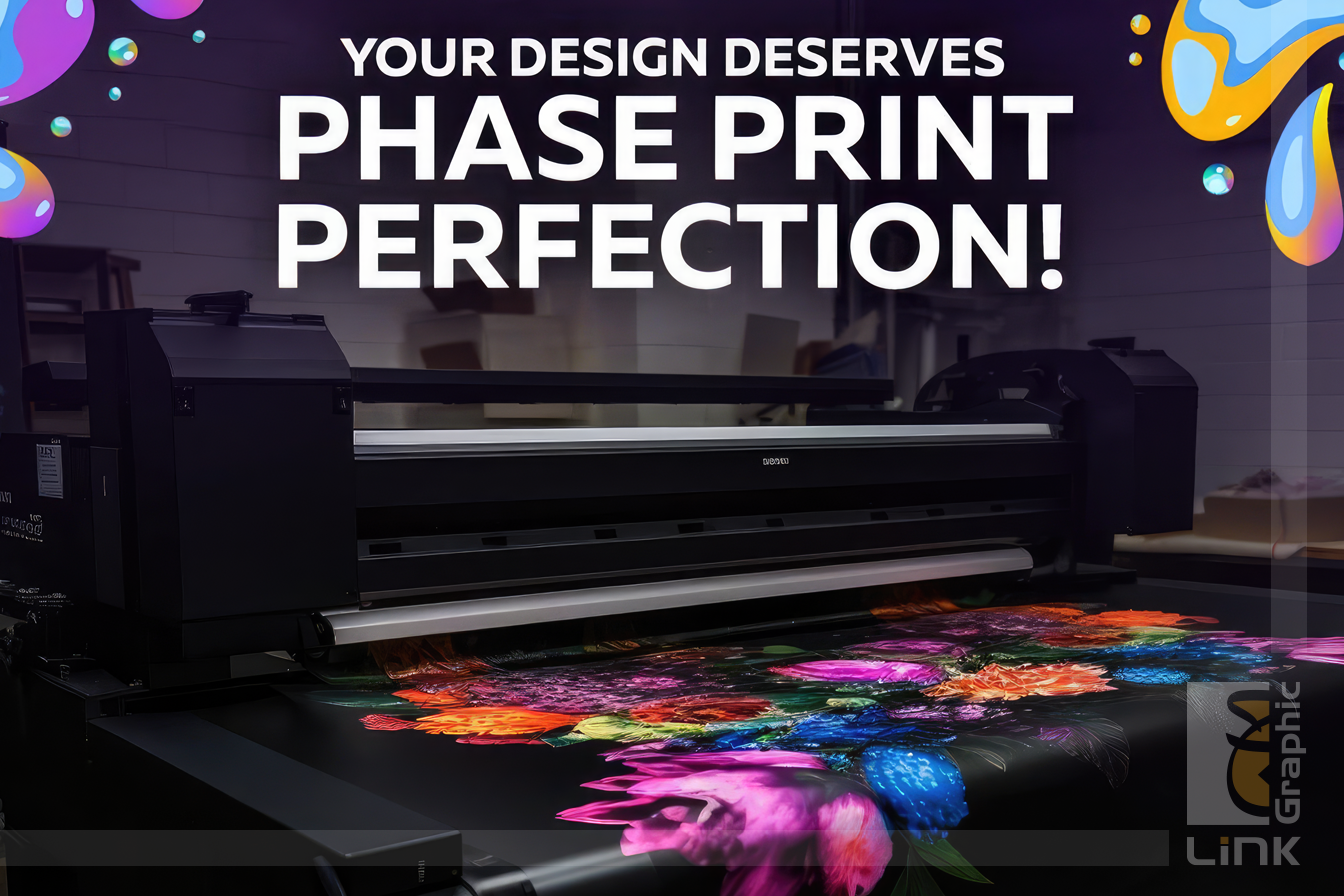 YOUR DESIGN DESERVES
PHASE PRINT
PERFECTION!
Graphic
LiNK